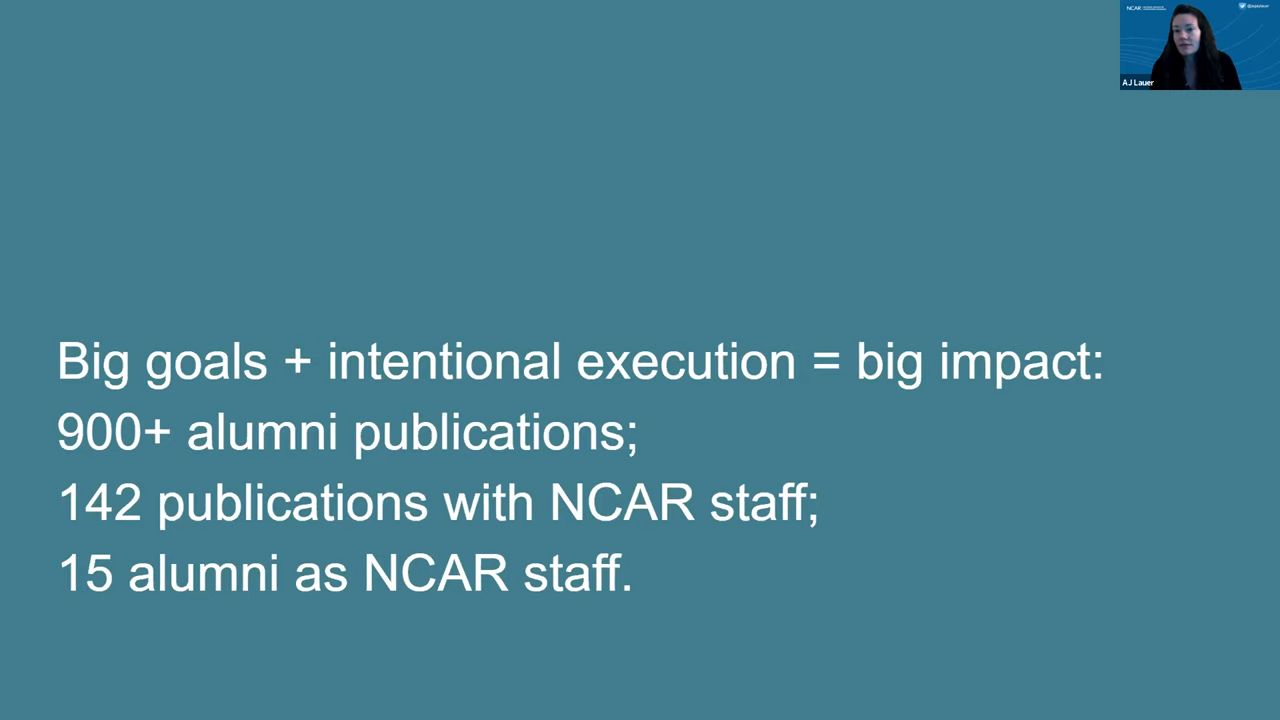 NCAR
@aijalauer
AJ Lauer
Big goals + intentional execution = big impact:
900+ alumni publications;
142 publications with NCAR staff;
15 alumni as NCAR staff.